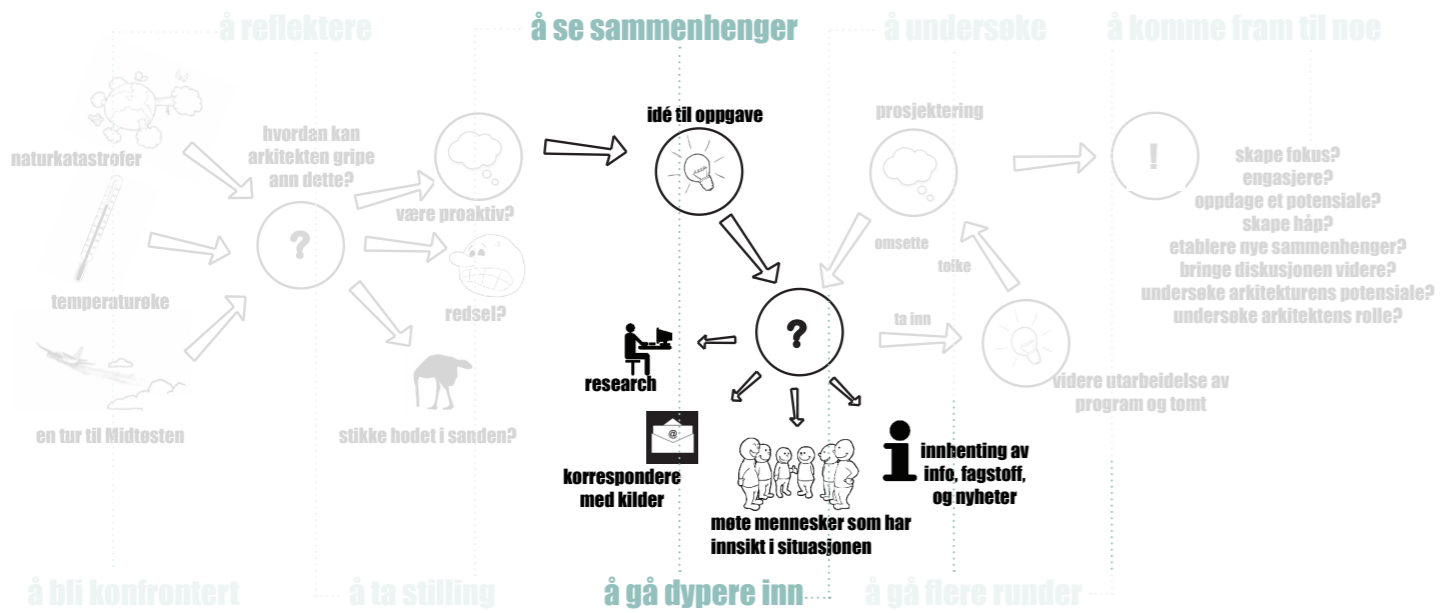 å reflektere
å se sammenhenger
å undersøke
å komme fram til noe
naturkatastrofer
hvordan kan
arkitekten gripe
ann dette?
?
temperaturøke
en tur til Midtøsten
være proaktiv?
redsel?
stikke hodet i sanden?
idé til oppgave
?
research
@
korrespondere
med kilder
møte mennesker som har
innsikt i situasjonen
i
innhenting av
info, fagstoff,
og nyheter
prosjektering
omsette
tolke
ta inn
videre utarbeidelse av
program og tomt
!
skape fokus?
engasjere?
oppdage et potensiale?
skape håp?
etablere nye sammenhenger?
bringe diskusjonen videre?
undersøke arkitekturens potensiale?
undersøke arkitektens rolle?
å bli konfrontert
å ta stilling
å gå dypere inn
å gå flere runder